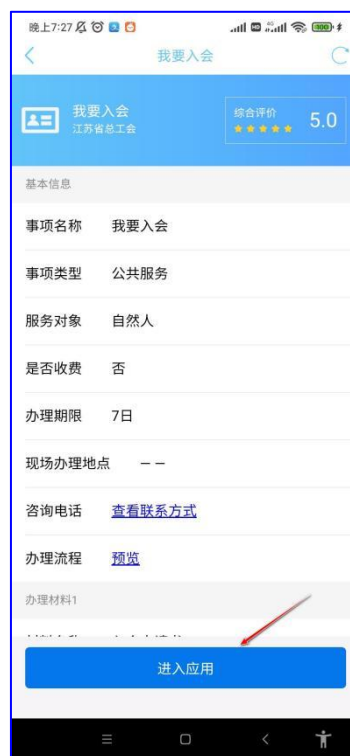 晚上7:27
我要入会
我要入会
江苏省总工会
综合评价
5.0
基本信息
事项名称 我要入会
事项类型 公共服务
服务对象 自然人
是否收费 否
办理期限 7日
现场办理地点 ——
咨询电话 查看联系方式
办理流程 预览
办理材料1
进入应用